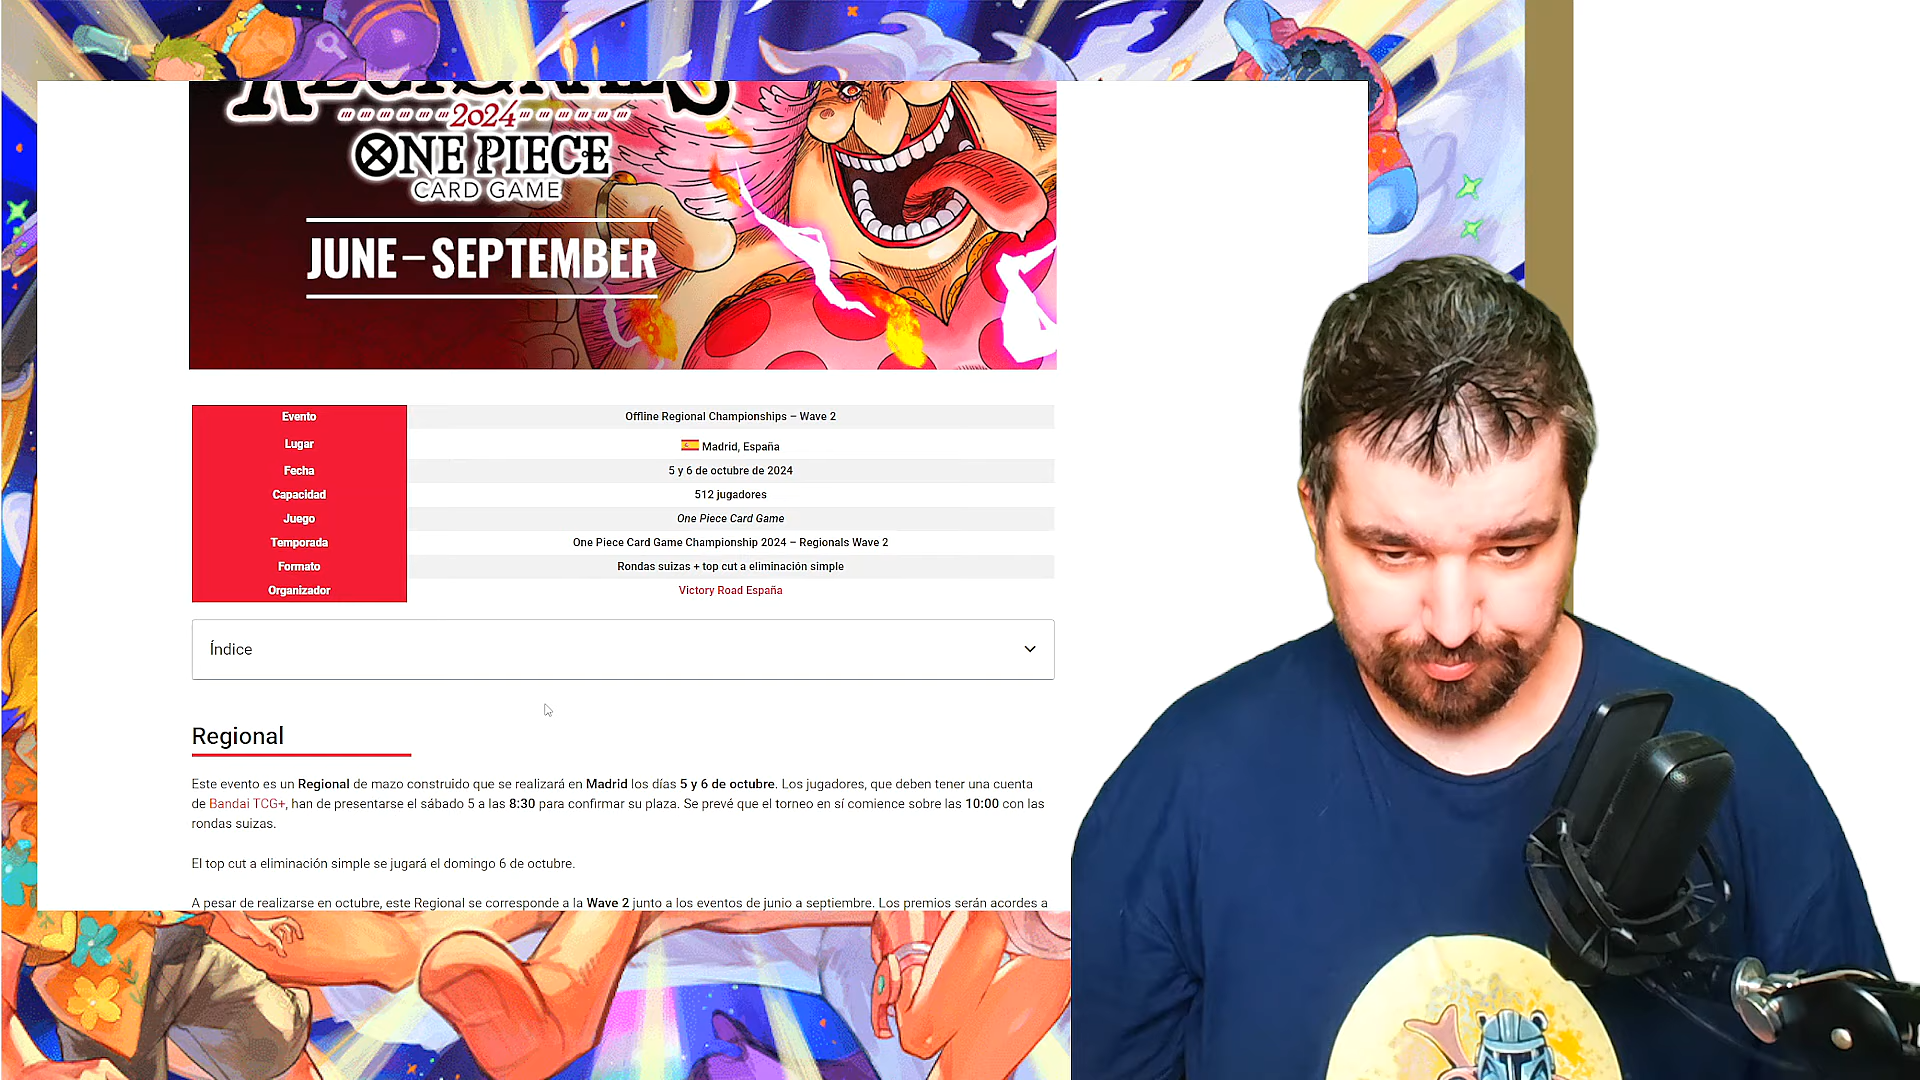 REGIONALS
2024
ONE PIECE
CARD GAME
JUNE – SEPTEMBER
Evento Offline Regional Championships – Wave 2
Lugar Madrid, España
Fecha 5 y 6 de octubre de 2024
Capacidad 512 jugadores
Juego One Piece Card Game
Temporada One Piece Card Game Championship 2024 – Regionals Wave 2
Formato Rondas suizas + top cut a eliminación simple
Organizador Victory Road España
Índice
Regional
Este evento es un Regional de mazo construido que se realizará en Madrid los días 5 y 6 de octubre. Los jugadores, que deben tener una cuenta
de Bandai TCG+, han de presentarse el sábado 5 a las 8:30 para confirmar su plaza. Se prevé que el torneo en sí comience sobre las 10:00 con las
rondas suizas.
El top cut a eliminación simple se jugará el domingo 6 de octubre.
A pesar de realizarse en octubre, este Regional se corresponde a la Wave 2 junto a los eventos de junio a septiembre. Los premios serán acordes a